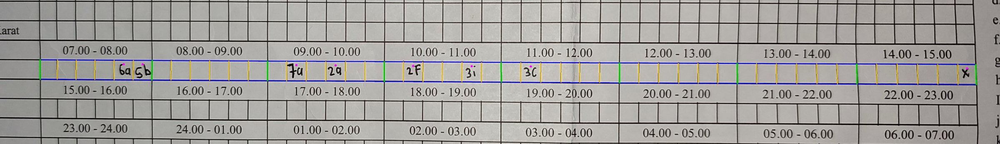 arat
07.00 - 08.00 08.00 - 09.00 09.00 - 10.00 10.00 - 11.00 11.00 - 12.00 12.00 - 13.00 13.00 - 14.00 14.00 - 15.00
6a 5b 7a 2a 2F 3i 3C X
15.00 - 16.00 16.00 - 17.00 17.00 - 18.00 18.00 - 19.00 19.00 - 20.00 20.00 - 21.00 21.00 - 22.00 22.00 - 23.00
23.00 - 24.00 24.00 - 01.00 01.00 - 02.00 02.00 - 03.00 03.00 - 04.00 04.00 - 05.00 05.00 - 06.00 06.00 - 07.00
e.
f.
g
h
j